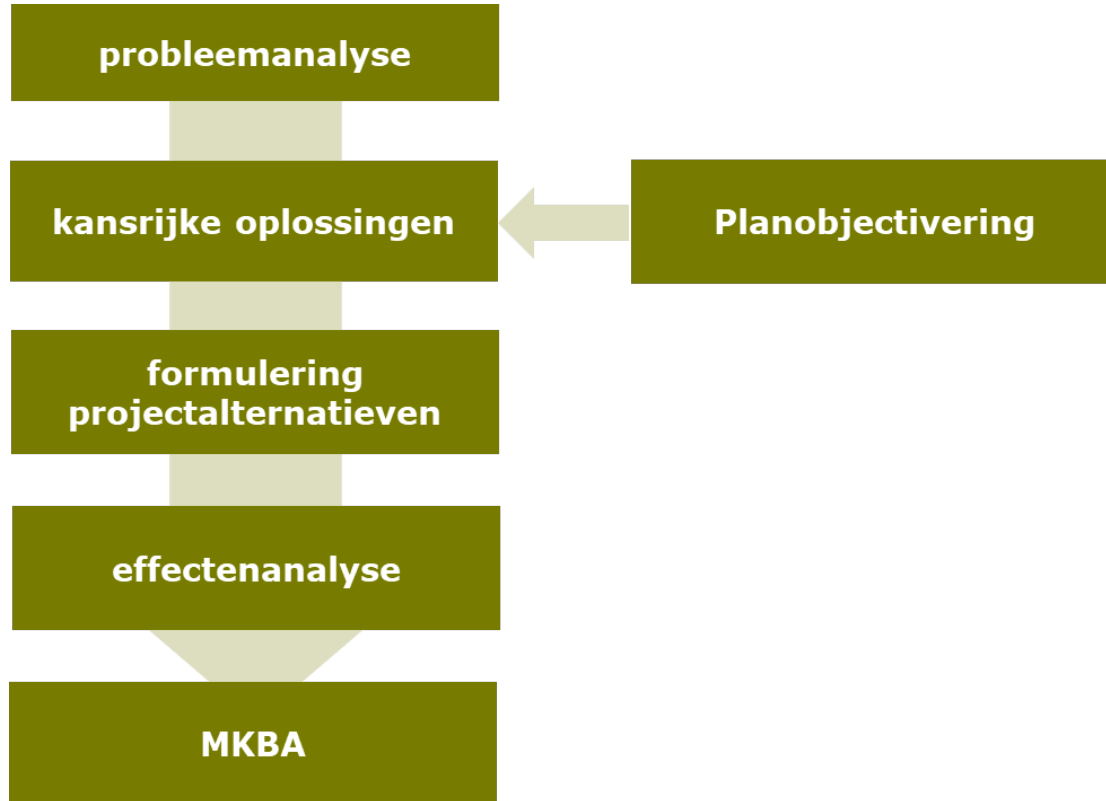 probleemanalyse
kansrijke oplossingen
Planobjectivering
formulering
projectalternatieven
effectenanalyse
MKBA